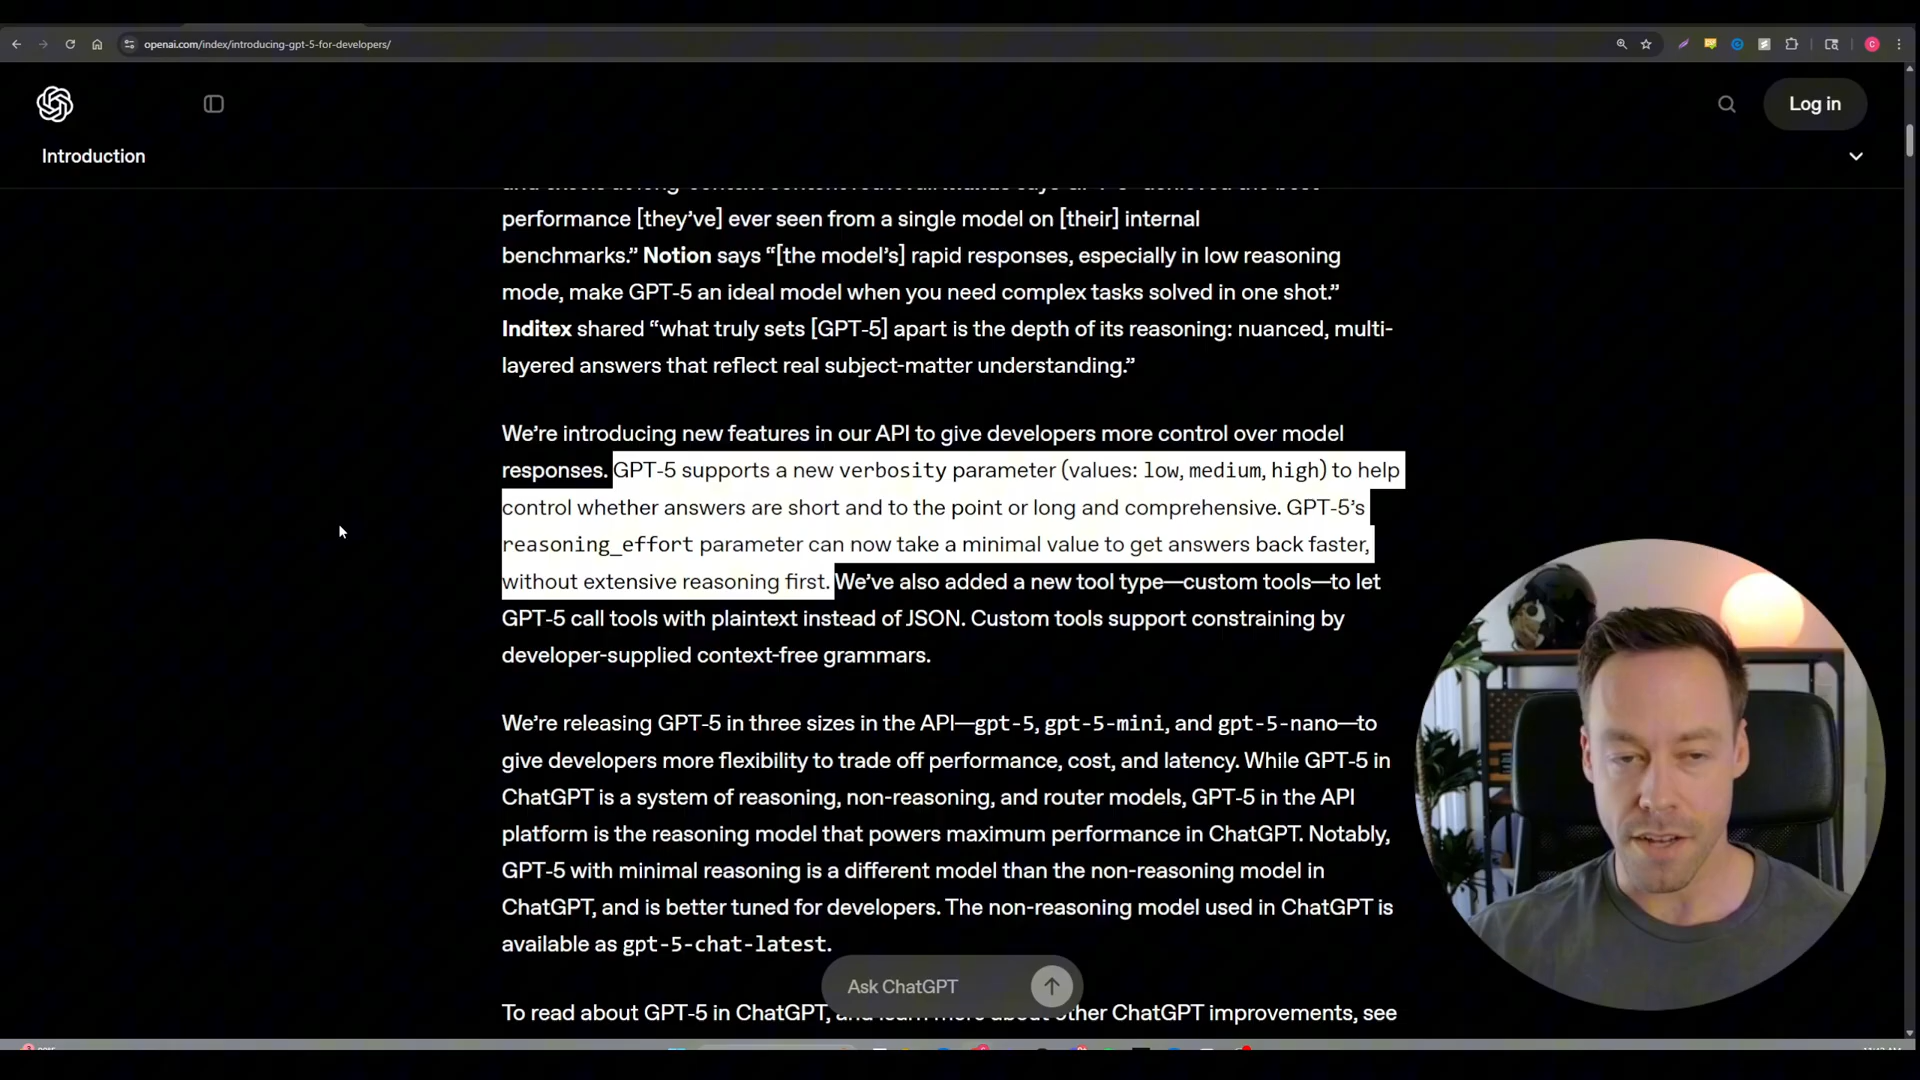 openai.com/index/introducing-gpt-5-for-developers/
Log in
Introduction
performance [they’ve] ever seen from a single model on [their] internal
benchmarks.” Notion says “[the model’s] rapid responses, especially in low reasoning
mode, make GPT-5 an ideal model when you need complex tasks solved in one shot.”
Inditex shared “what truly sets [GPT-5] apart is the depth of its reasoning: nuanced, multi-
layered answers that reflect real subject-matter understanding.”
We’re introducing new features in our API to give developers more control over model
responses. GPT-5 supports a new verbosity parameter (values: low, medium, high) to help
control whether answers are short and to the point or long and comprehensive. GPT-5’s
reasoning_effort parameter can now take a minimal value to get answers back faster,
without extensive reasoning first. We’ve also added a new tool type—custom tools—to let
GPT-5 call tools with plaintext instead of JSON. Custom tools support constraining by
developer-supplied context-free grammars.
We’re releasing GPT-5 in three sizes in the API—gpt-5, gpt-5-mini, and gpt-5-nano—to
give developers more flexibility to trade off performance, cost, and latency. While GPT-5 in
ChatGPT is a system of reasoning, non-reasoning, and router models, GPT-5 in the API
platform is the reasoning model that powers maximum performance in ChatGPT. Notably,
GPT-5 with minimal reasoning is a different model than the non-reasoning model in
ChatGPT, and is better tuned for developers. The non-reasoning model used in ChatGPT is
available as gpt-5-chat-latest.
Ask ChatGPT
To read about GPT-5 in ChatGPT, and learn more about other ChatGPT improvements, see